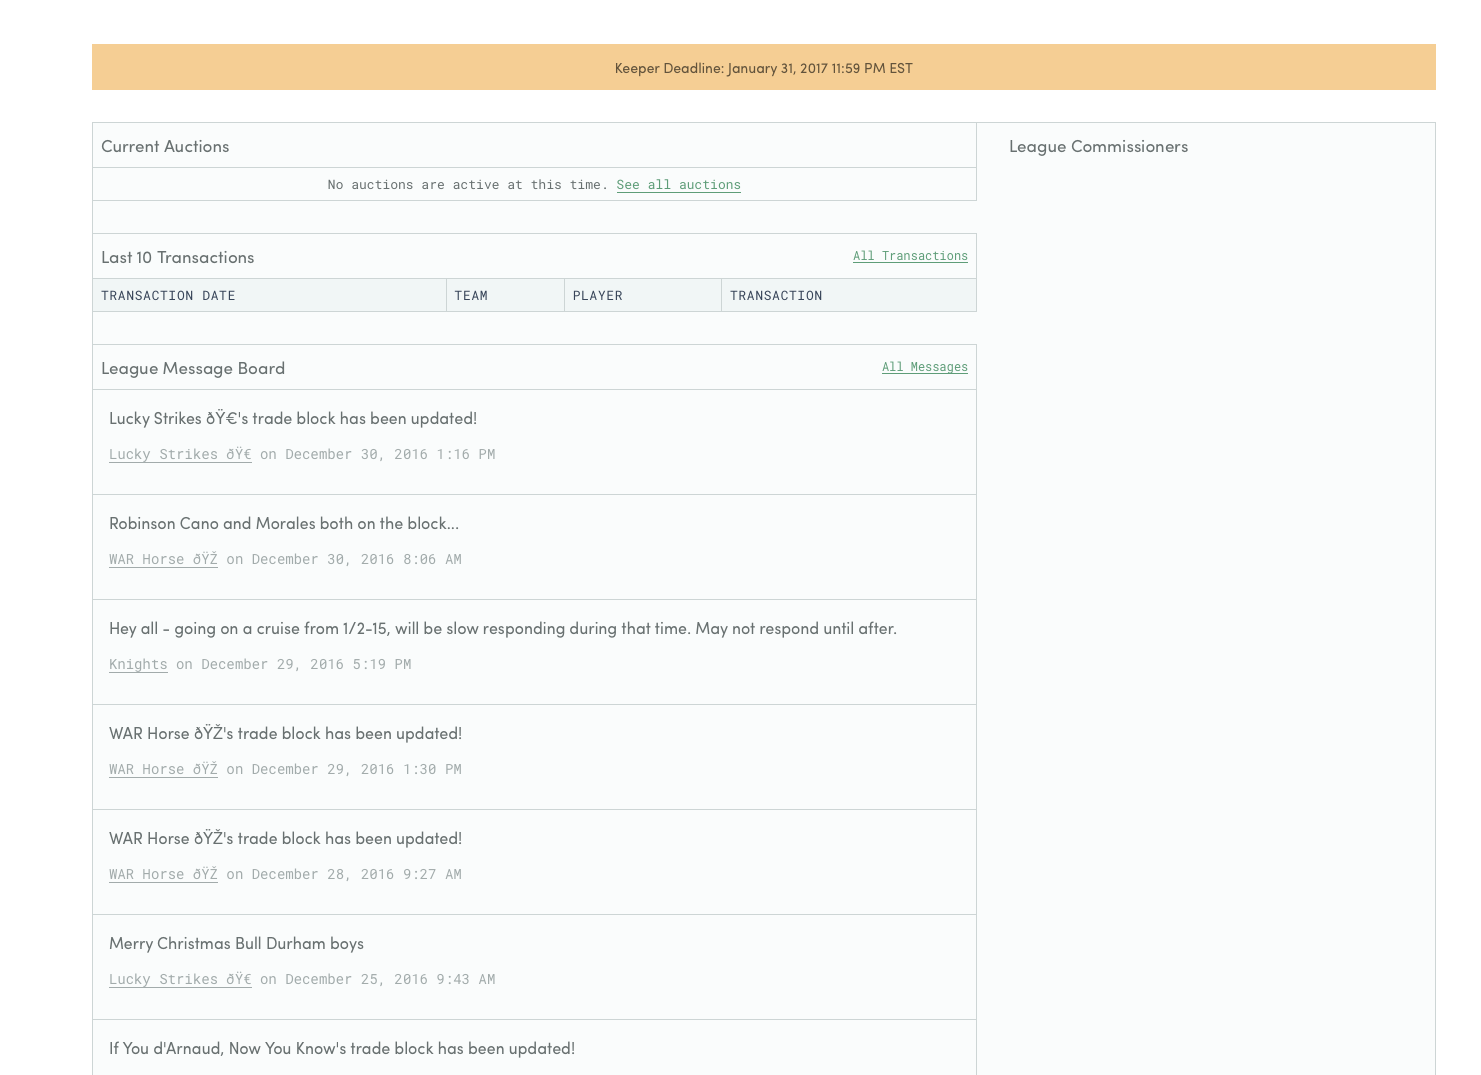 Keeper Deadline: January 31, 2017 11:59 PM EST
Current Auctions
No auctions are active at this time. See all auctions
League Commissioners
Last 10 Transactions
All Transactions
TRANSACTION DATE TEAM PLAYER TRANSACTION
League Message Board
All Messages
Lucky Strikes ðŸ€'s trade block has been updated!
Lucky Strikes ðŸ€ on December 30, 2016 1:16 PM
Robinson Cano and Morales both on the block...
WAR Horse ðŸŽ on December 30, 2016 8:06 AM
Hey all - going on a cruise from 1/2-15, will be slow responding during that time. May not respond until after.
Knights on December 29, 2016 5:19 PM
WAR Horse ðŸŽ's trade block has been updated!
WAR Horse ðŸŽ on December 29, 2016 1:30 PM
WAR Horse ðŸŽ's trade block has been updated!
WAR Horse ðŸŽ on December 28, 2016 9:27 AM
Merry Christmas Bull Durham boys
Lucky Strikes ðŸ€ on December 25, 2016 9:43 AM
If You d'Arnaud, Now You Know's trade block has been updated!